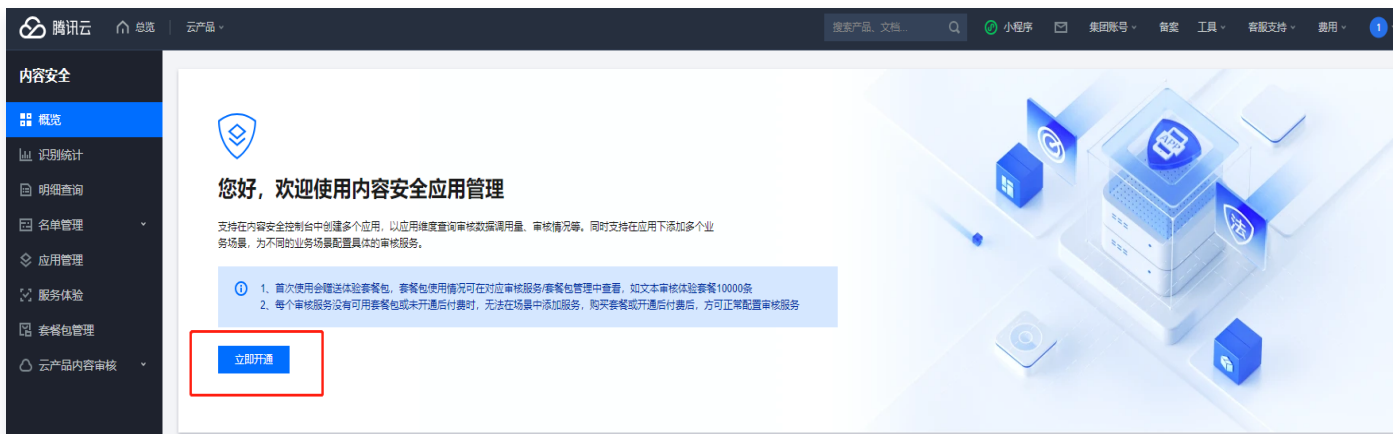 腾讯云 总览 云产品 搜索产品、文档... 小程序 集团账号 备案 工具 客服支持 费用 1
内容安全
概览
识别统计
明细查询
名单管理
应用管理
服务体验
套餐包管理
云产品内容审核
您好，欢迎使用内容安全应用管理
支持在内容安全控制台中创建多个应用，以应用维度查询审核数据调用量、审核情况等。同时支持在应用下添加多个业
务场景，为不同的业务场景配置具体的审核服务。
1、首次使用会赠送体验套餐包，套餐包使用情况可在对应审核服务/套餐包管理中查看，如文本审核体验套餐10000条
2、每个审核服务没有可用套餐包或未开通后付费时，无法在场景中添加服务，购买套餐或开通后付费后，方可正常配置审核服务
立即开通
APP
法